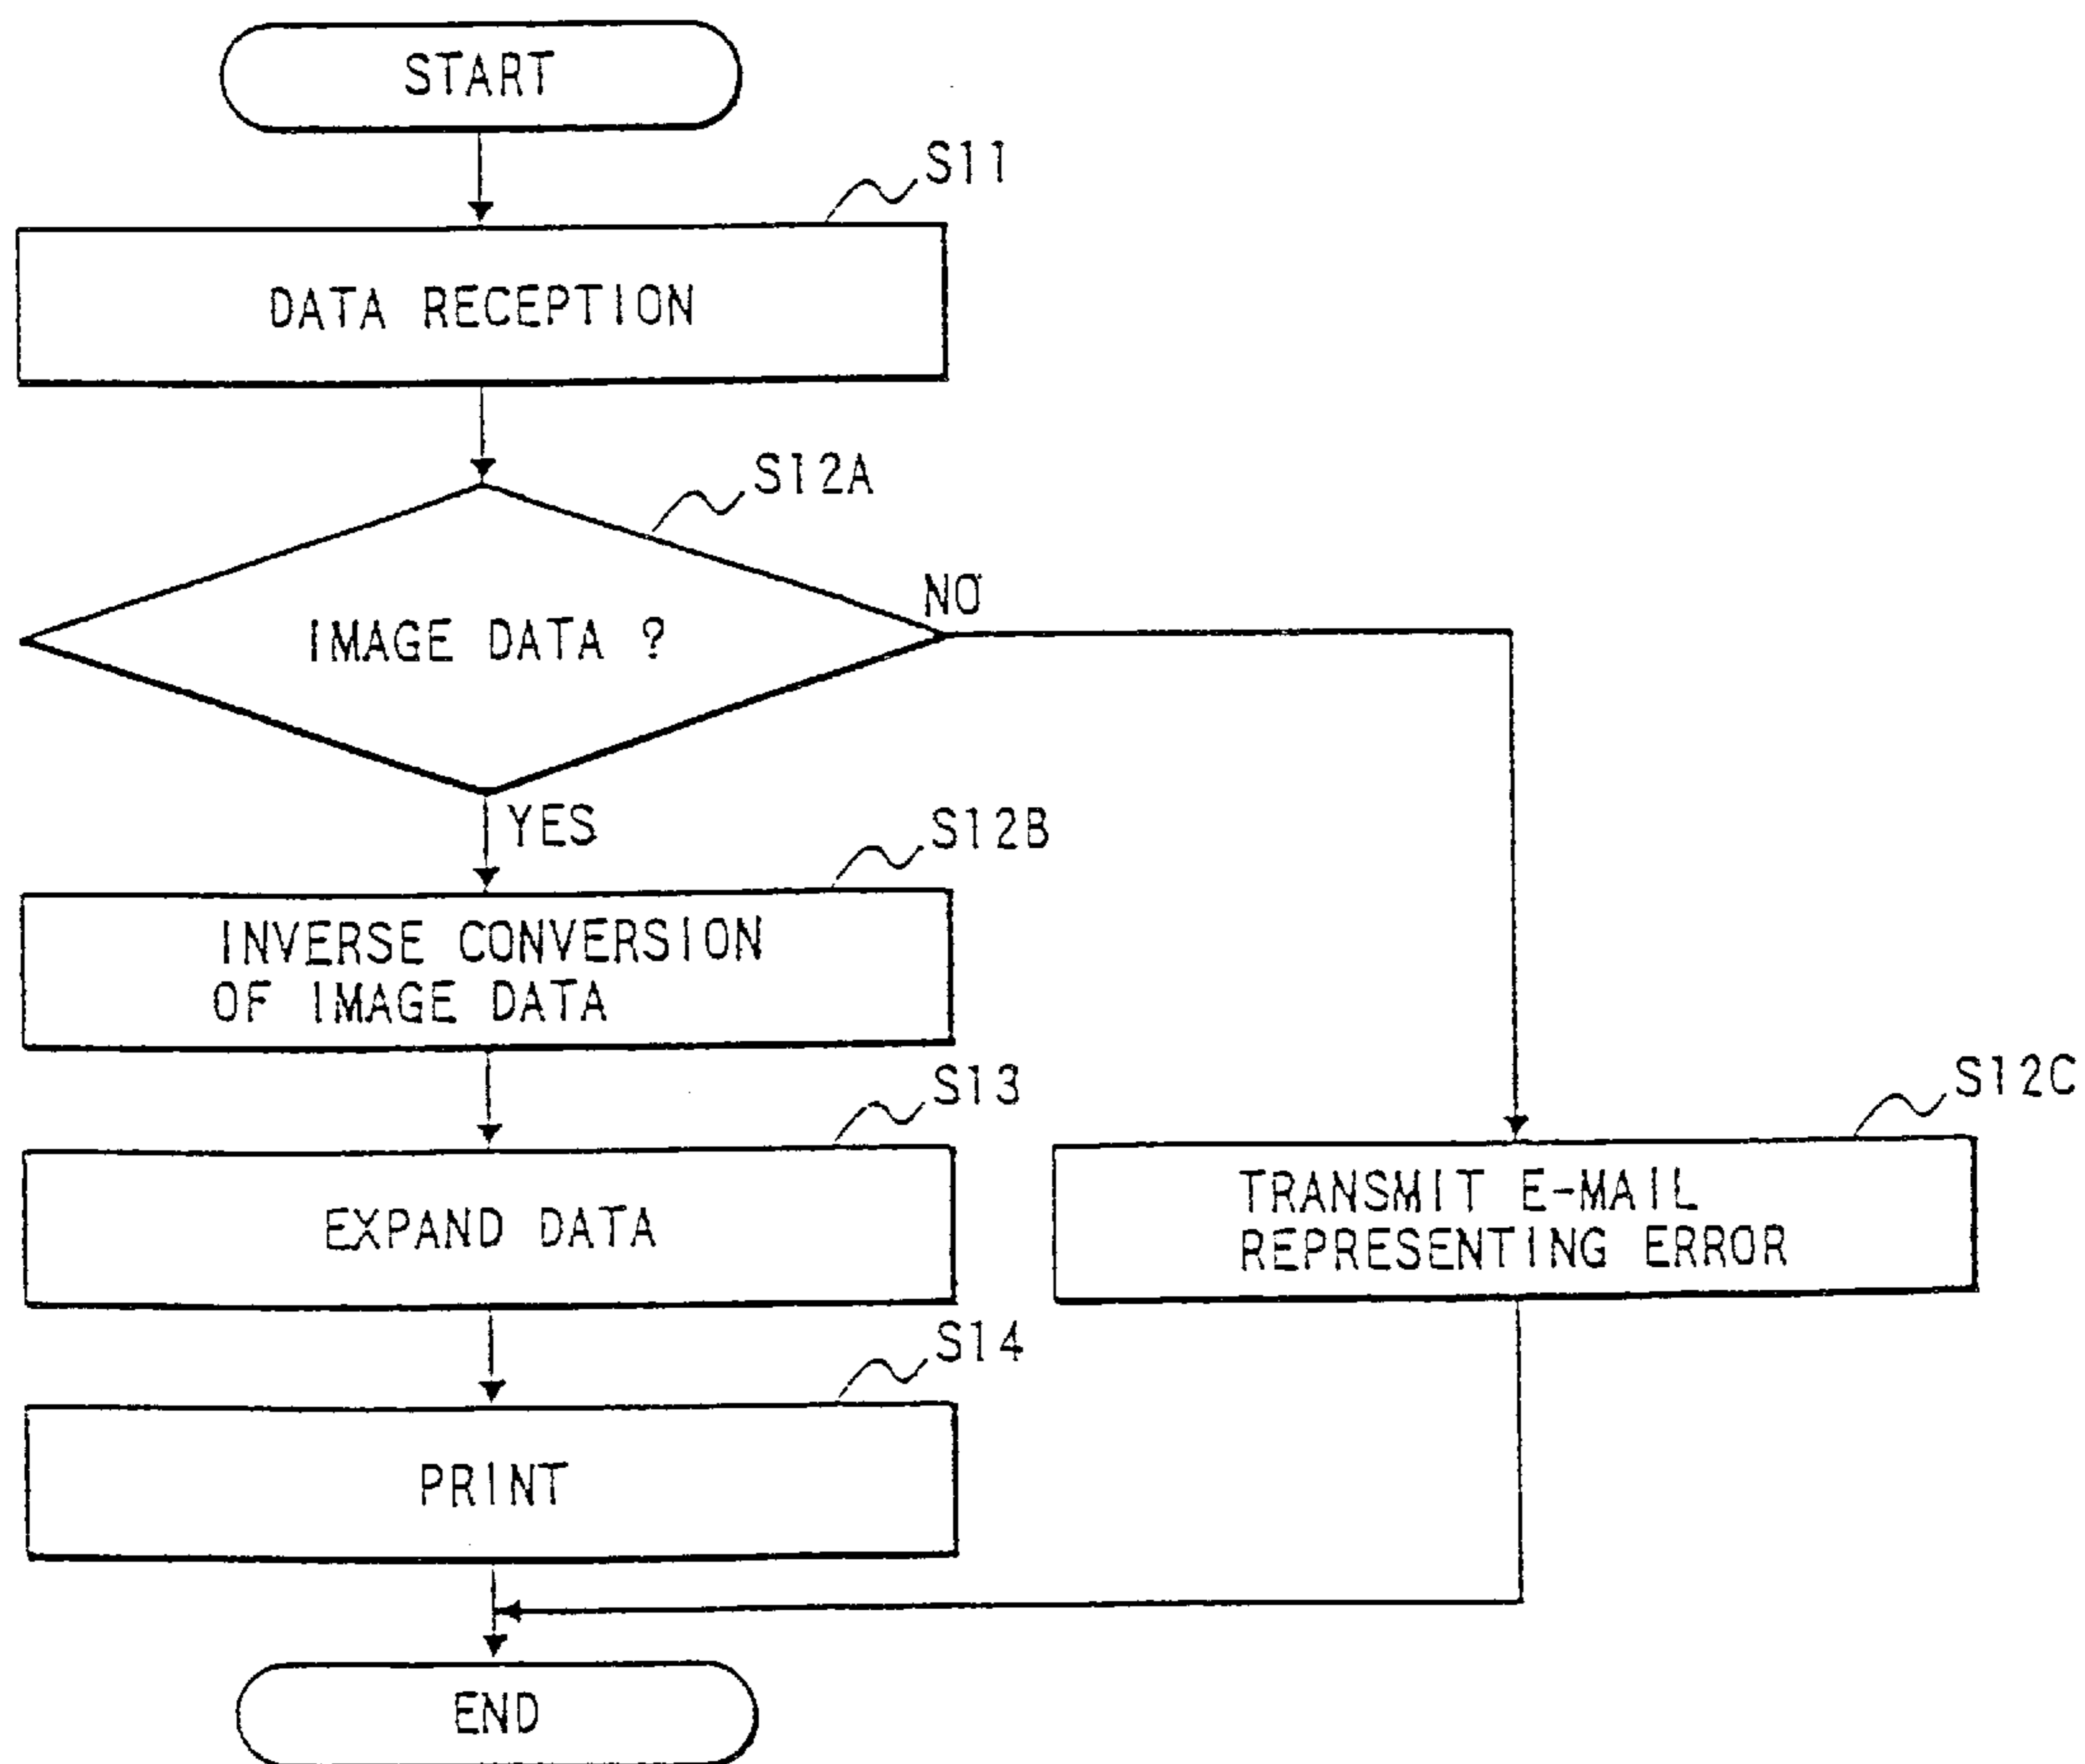 START
S11
DATA RECEPTION
S12A
IMAGE DATA ?
NO
YES
S12B
INVERSE CONVERSION
OF IMAGE DATA
S13
EXPAND DATA
S12C
TRANSMIT E-MAIL
REPRESENTING ERROR
S14
PRINT
END